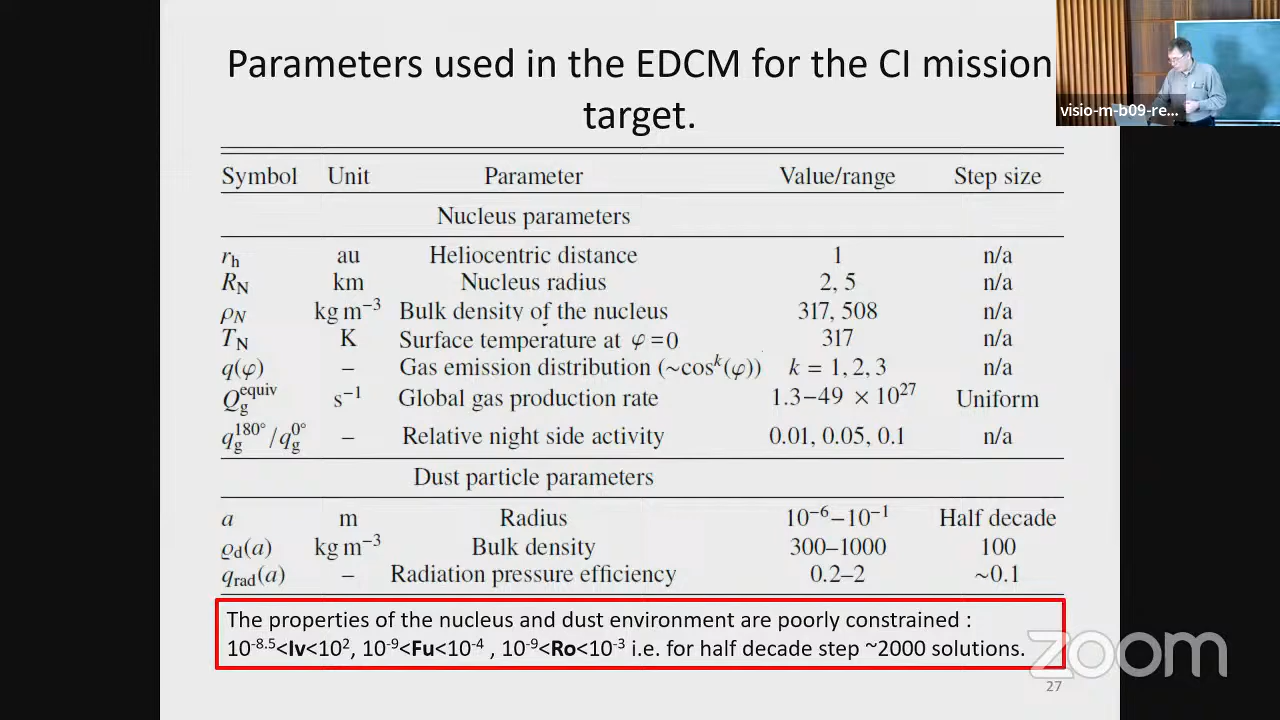 Parameters used in the EDCM for the CI mission
target.
visio-m-b09-re...
Symbol Unit Parameter Value/range Step size
Nucleus parameters
r_h au Heliocentric distance 1 n/a
R_N km Nucleus radius 2, 5 n/a
ρ_N kg m⁻³ Bulk density of the nucleus 317, 508 n/a
T_N K Surface temperature at φ=0 317 n/a
q(φ) – Gas emission distribution (~cos^k(φ)) k = 1, 2, 3 n/a
Q_g^equiv s⁻¹ Global gas production rate 1.3–49 × 10²⁷ Uniform
q_g^180°/q_g^0° – Relative night side activity 0.01, 0.05, 0.1 n/a
Dust particle parameters
a m Radius 10⁻⁶–10⁻¹ Half decade
ϱ_d(a) kg m⁻³ Bulk density 300–1000 100
q_rad(a) – Radiation pressure efficiency 0.2–2 ~0.1
The properties of the nucleus and dust environment are poorly constrained :
10^-8.5<Iv<10², 10⁻⁹<Fu<10⁻⁴ , 10⁻⁹<Ro<10⁻³ i.e. for half decade step ~2000 solutions.
zoom
27